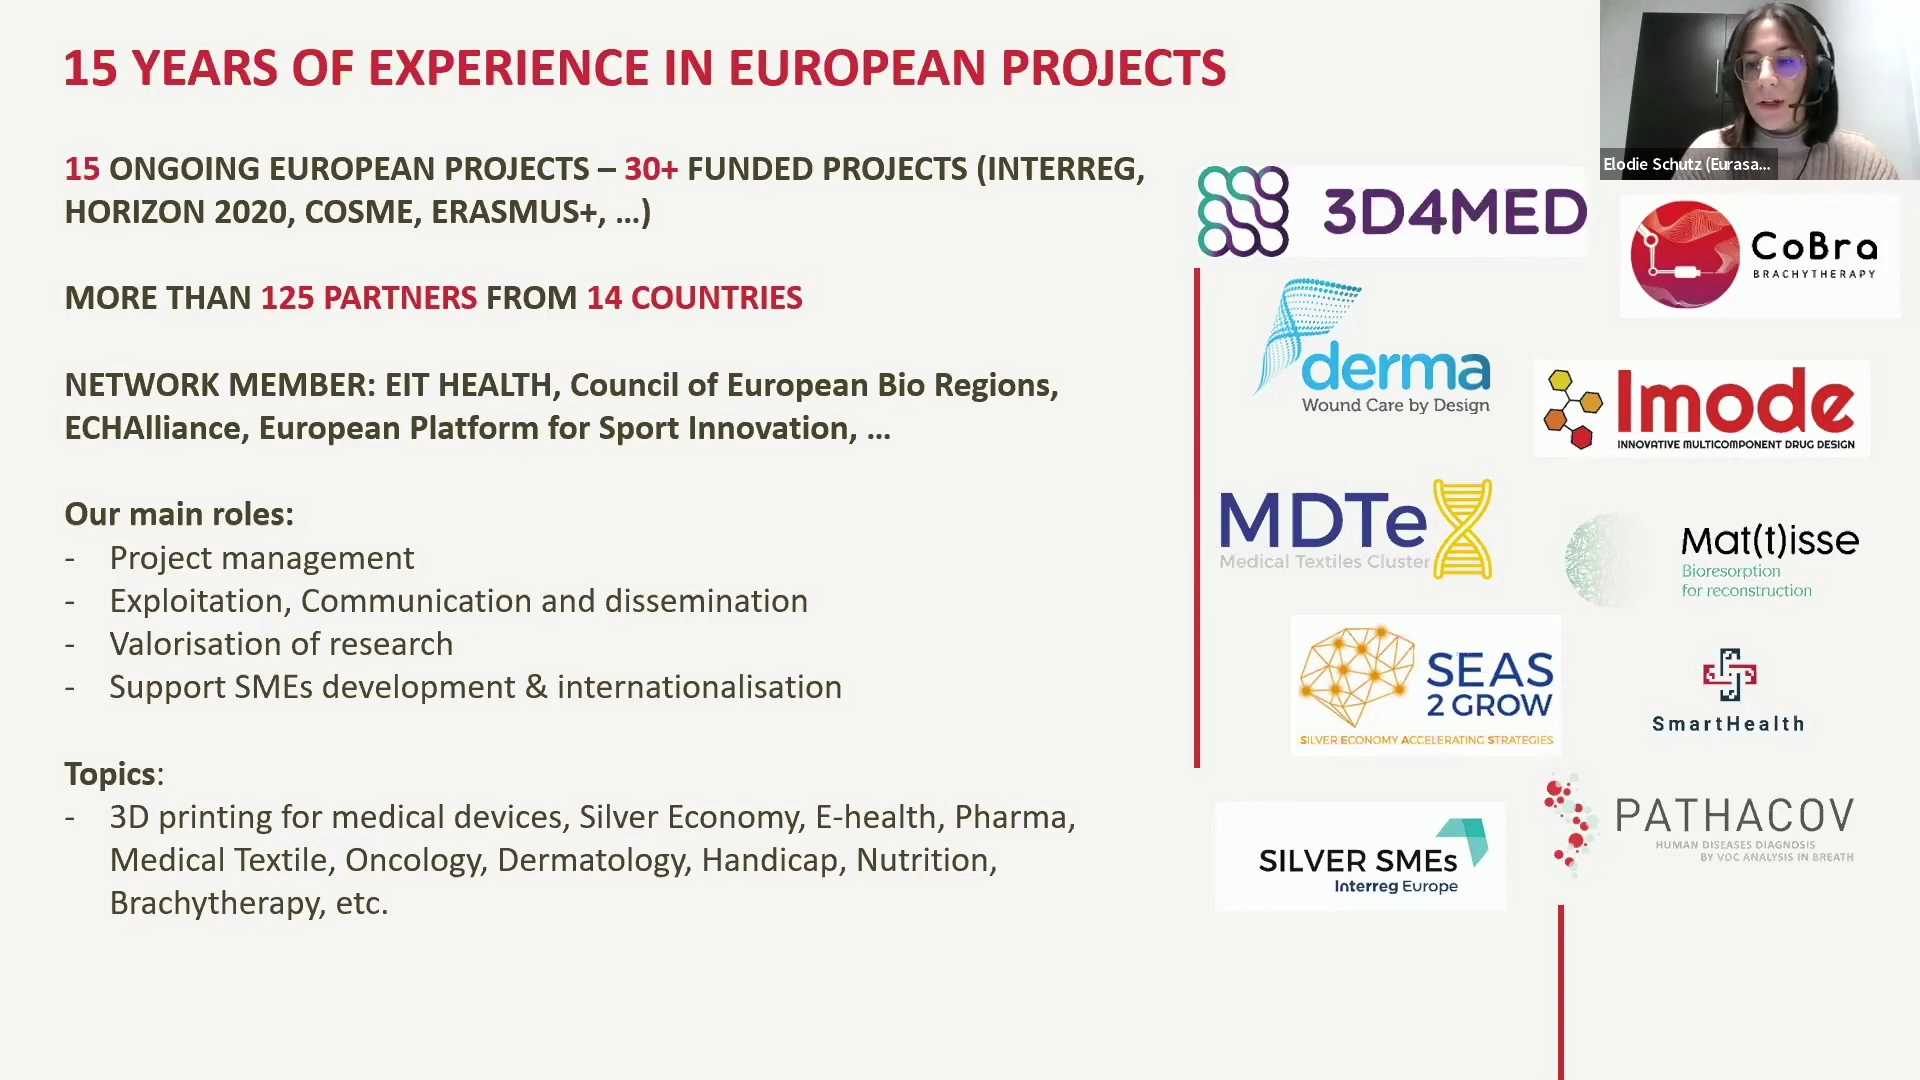 15 YEARS OF EXPERIENCE IN EUROPEAN PROJECTS
15 ONGOING EUROPEAN PROJECTS – 30+ FUNDED PROJECTS (INTERREG,
HORIZON 2020, COSME, ERASMUS+, ...)
MORE THAN 125 PARTNERS FROM 14 COUNTRIES
NETWORK MEMBER: EIT HEALTH, Council of European Bio Regions,
ECHAlliance, European Platform for Sport Innovation, ...
Our main roles:
- Project management
- Exploitation, Communication and dissemination
- Valorisation of research
- Support SMEs development & internationalisation
Topics:
- 3D printing for medical devices, Silver Economy, E-health, Pharma,
Medical Textile, Oncology, Dermatology, Handicap, Nutrition,
Brachytherapy, etc.
Elodie Schutz (Eurasa...
3D4MED
CoBra
BRACHYTHERAPY
derma
Wound Care by Design
Imode
INNOVATIVE MULTICOMPONENT DRUG DESIGN
MDTeX
Medical Textiles Cluster
Mat(t)isse
Bioresorption
for reconstruction
SEAS
2 GROW
SILVER ECONOMY ACCELERATING STRATEGIES
SmartHealth
SILVER SMEs
Interreg Europe
PATHACOV
HUMAN DISEASES DIAGNOSIS
BY VOC ANALYSIS IN BREATH